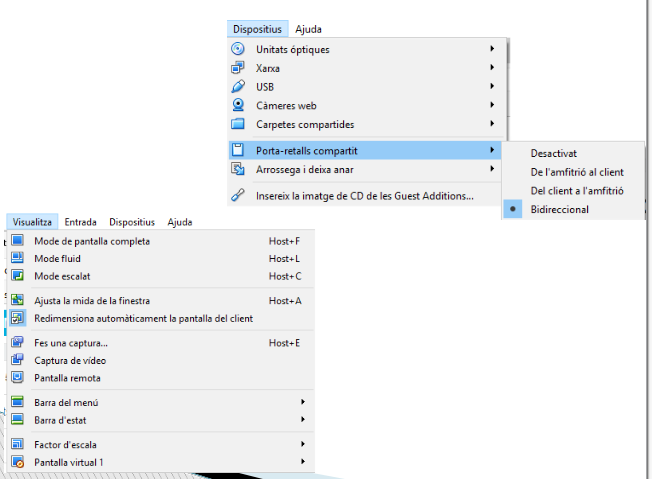 Dispositius Ajuda
Unitats òptiques
Xarxa
USB
Càmeres web
Carpetes compartides
Porta-retalls compartit
Arrossega i deixa anar
Insereix la imatge de CD de les Guest Additions...
Desactivat
De l'amfitrió al client
Del client a l'amfitrió
Bidireccional
Visualitza Entrada Dispositius Ajuda
Mode de pantalla completa Host+F
Mode fluid Host+L
Mode escalat Host+C
Ajusta la mida de la finestra Host+A
Redimensiona automàticament la pantalla del client
Fes una captura... Host+E
Captura de vídeo
Pantalla remota
Barra del menú
Barra d'estat
Factor d'escala
Pantalla virtual 1